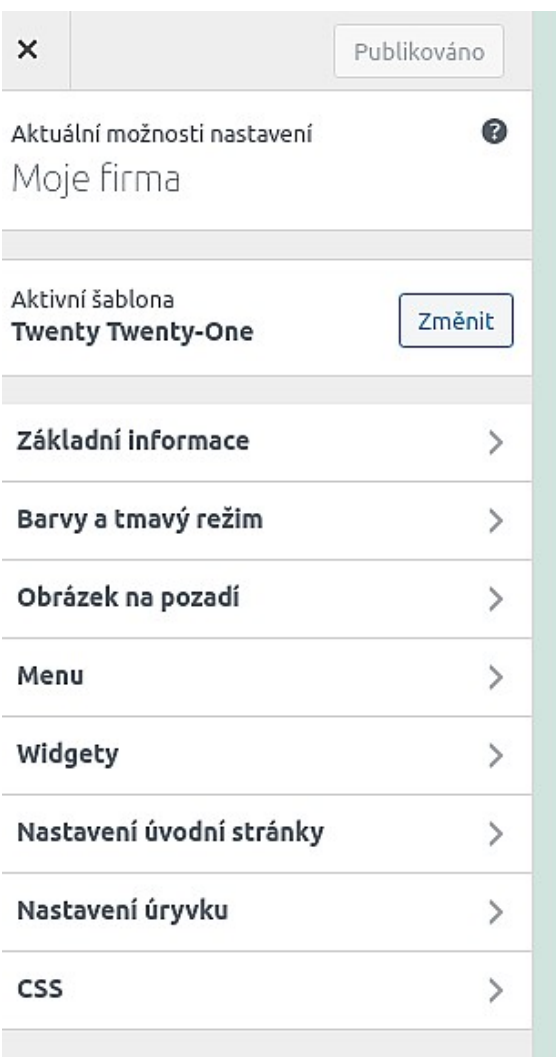 Publikováno
Aktuální možnosti nastavení
Moje firma
Aktivní šablona
Twenty Twenty-One
Změnit
Základní informace
Barvy a tmavý režim
Obrázek na pozadí
Menu
Widgety
Nastavení úvodní stránky
Nastavení úryvku
CSS